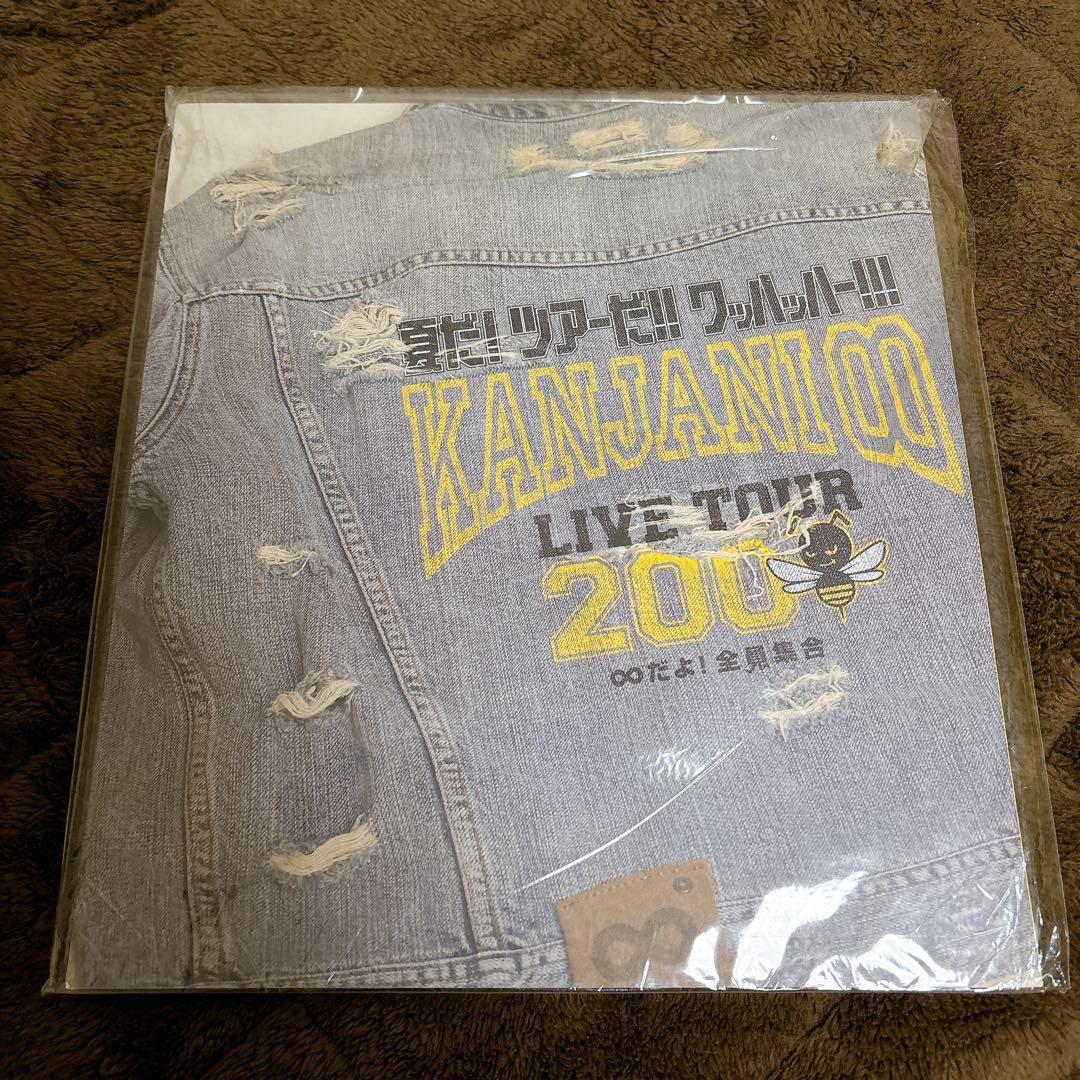 夏だ! ツアーだ!! ワッハッハー!!!
KANJANI∞
LIVE TOUR
200
∞だよ!全員集合
∞